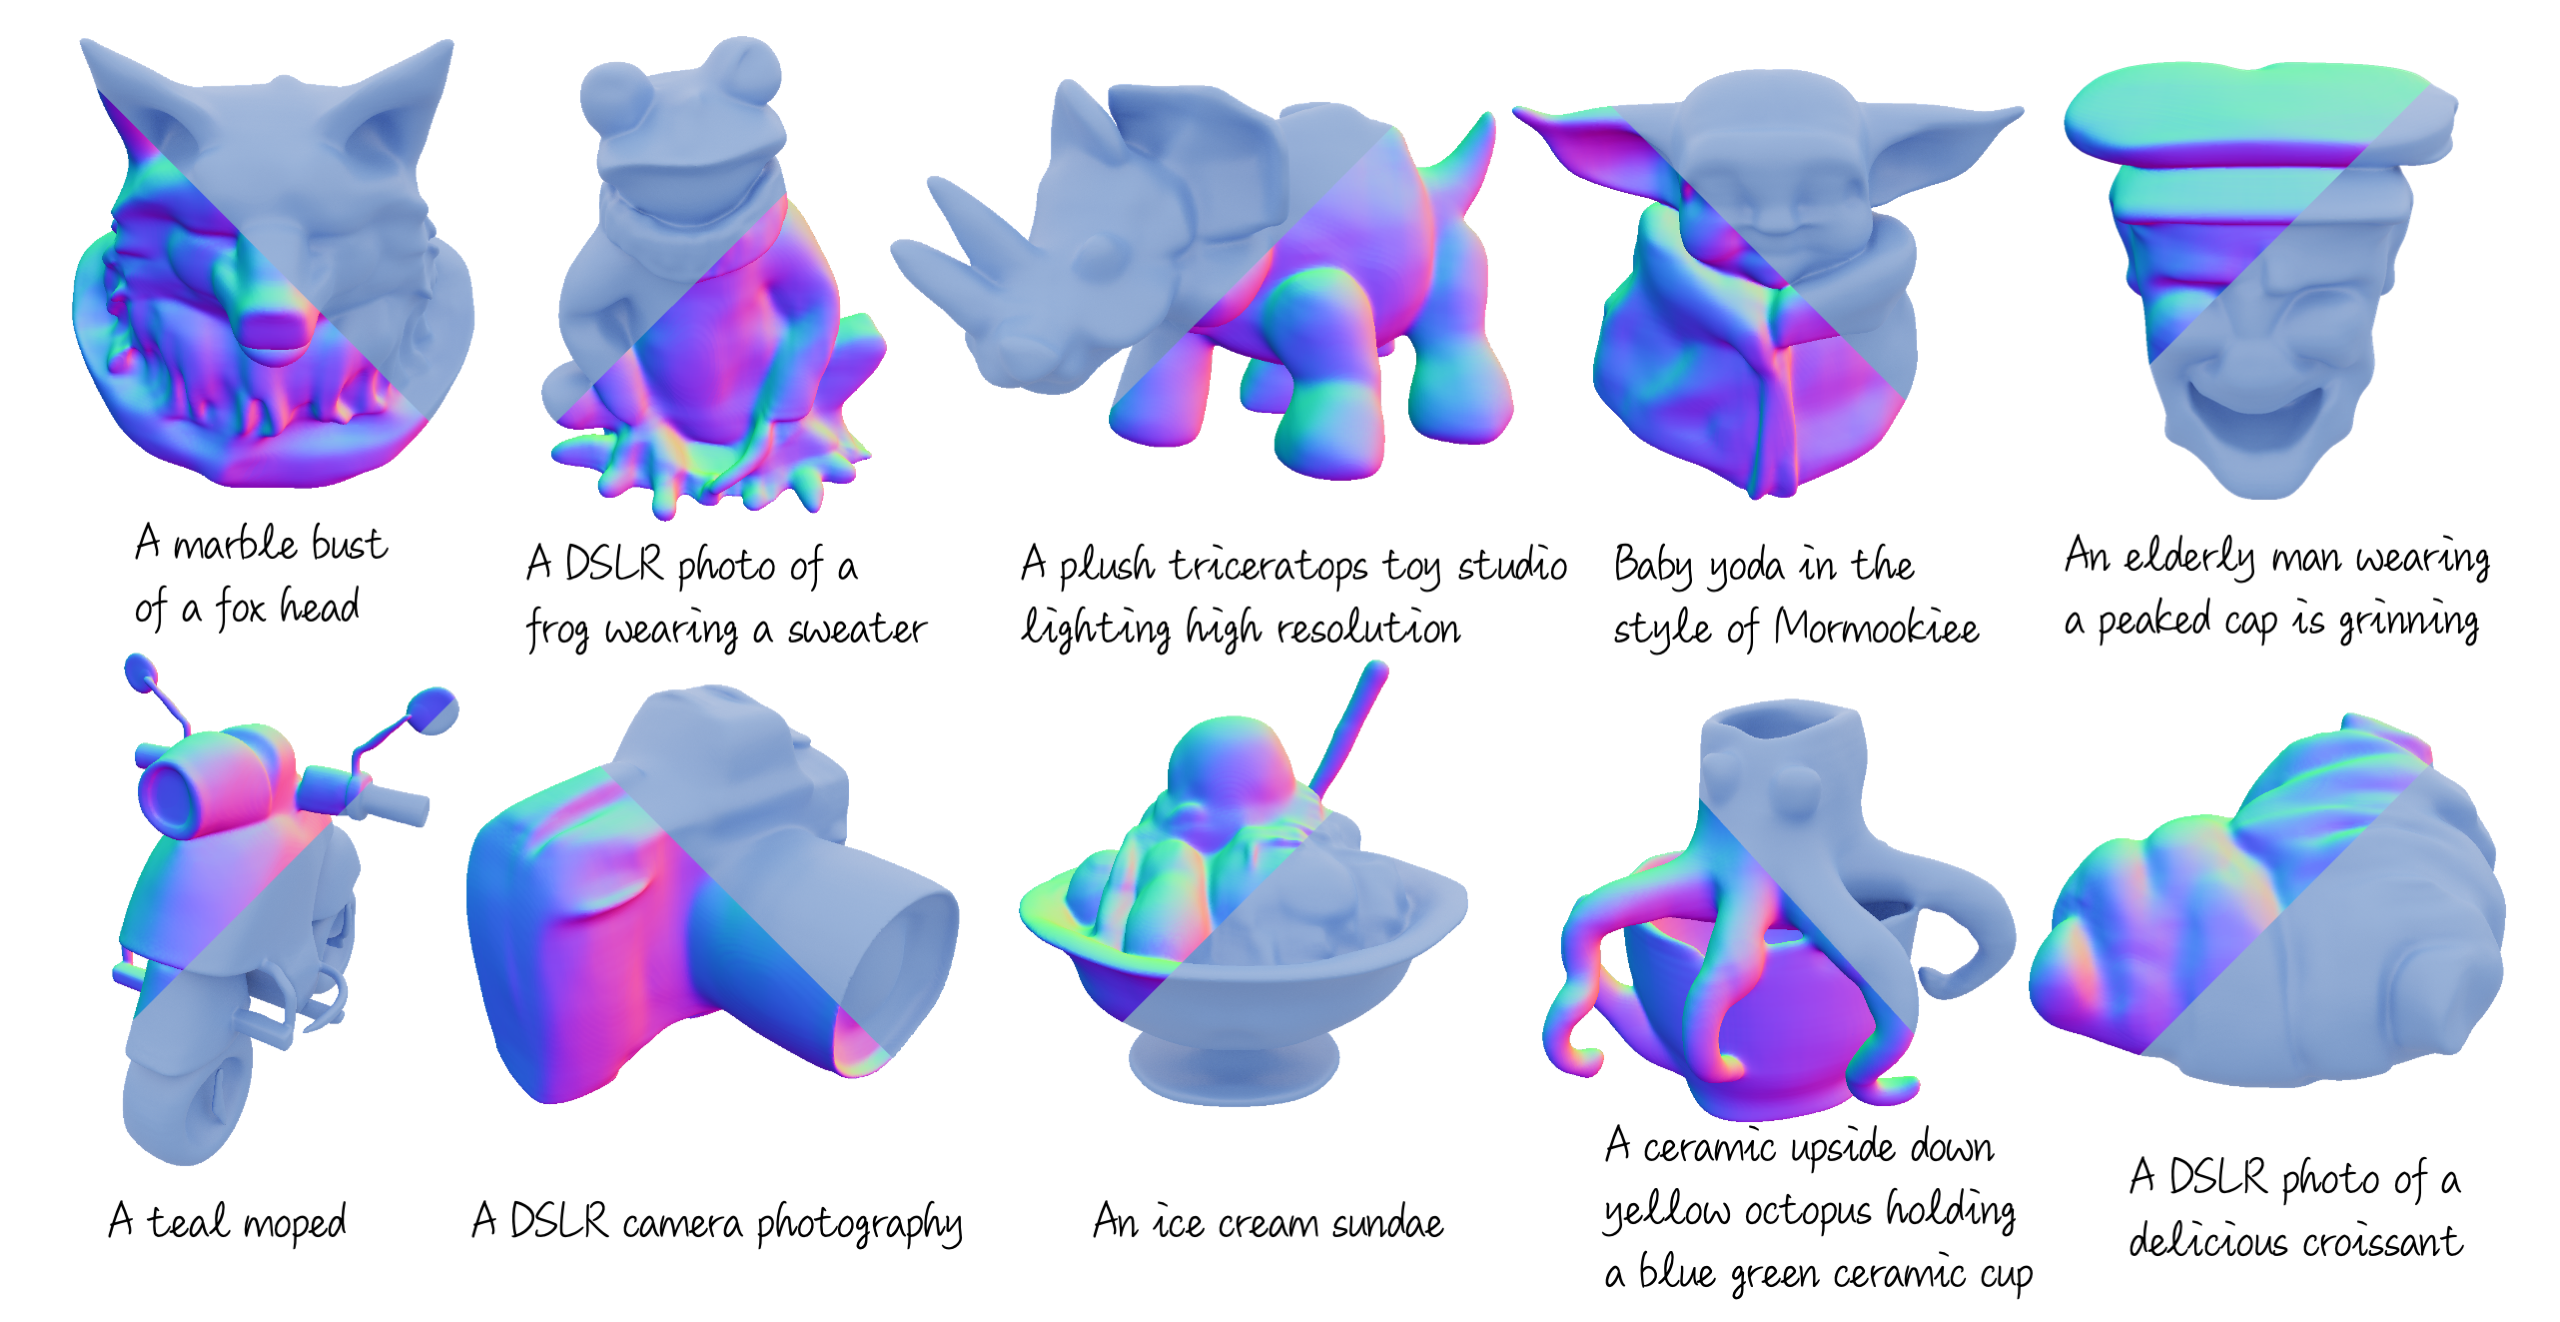 A marble bust
of a fox head
A DSLR photo of a
frog wearing a sweater
A plush triceratops toy studio
lighting high resolution
Baby yoda in the
style of Mormookiee
An elderly man wearing
a peaked cap is grinning
A teal moped
A DSLR camera photography
An ice cream sundae
A ceramic upside down
yellow octopus holding
a blue green ceramic cup
A DSLR photo of a
delicious croissant